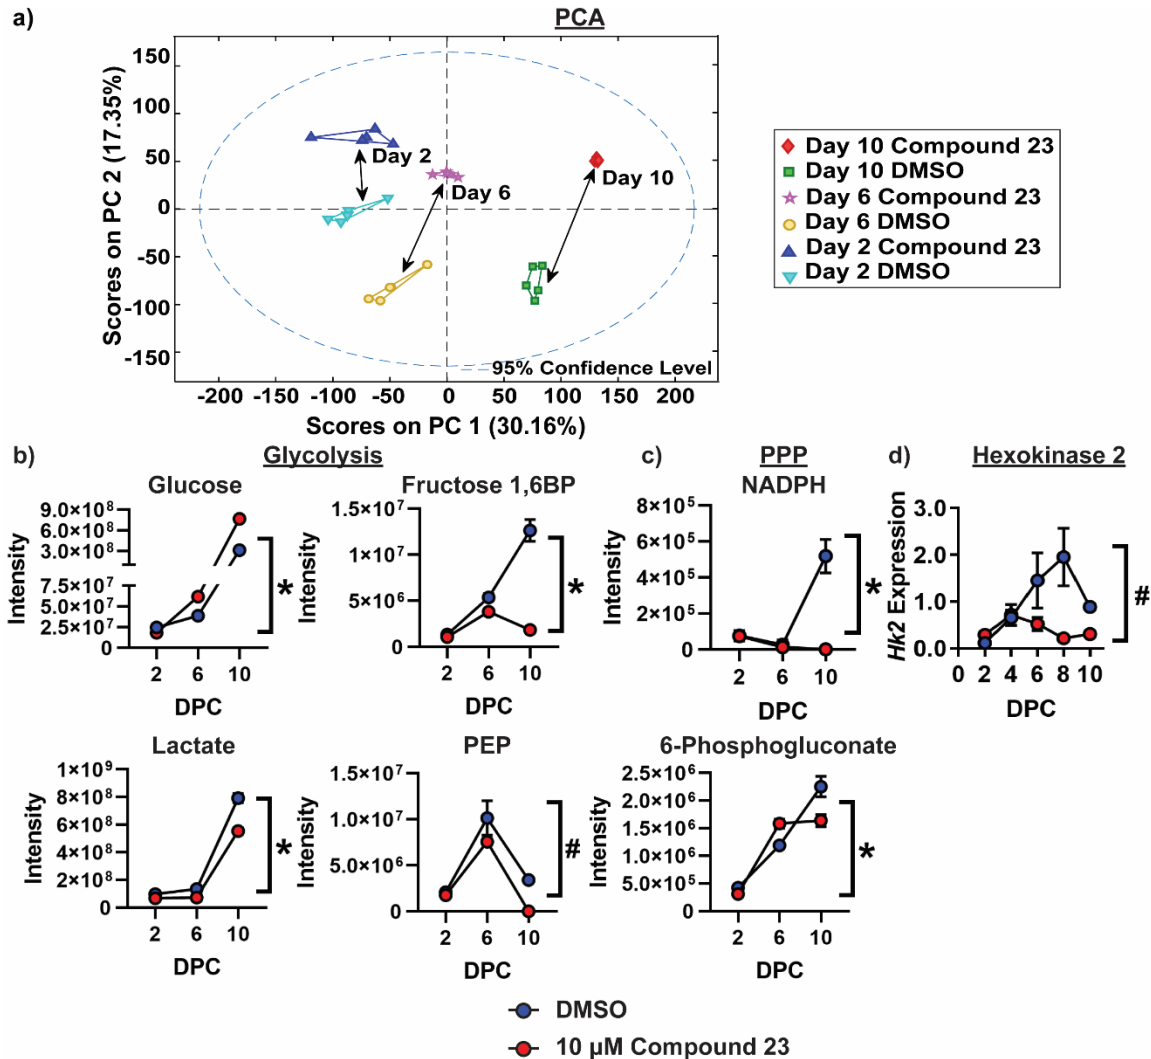 a)
PCA
Scores on PC 2 (17.35%)
150
100
50
0
-50
-100
-150
Day 2
Day 6
Day 10
95% Confidence Level
-200 -150 -100 -50 0 50 100 150 200
Scores on PC 1 (30.16%)
Day 10 Compound 23
Day 10 DMSO
Day 6 Compound 23
Day 6 DMSO
Day 2 Compound 23
Day 2 DMSO
b)
Glycolysis
Glucose
Intensity
9.0×10⁸
6.0×10⁸
3.0×10⁸
7.5×10⁷
5.0×10⁷
2.5×10⁷
2 6 10
DPC
*
Fructose 1,6BP
Intensity
1.5×10⁷
1×10⁷
5×10⁶
0
2 6 10
DPC
*
c)
PPP
NADPH
Intensity
8×10⁵
6×10⁵
4×10⁵
2×10⁵
0
2 6 10
DPC
*
d)
Hexokinase 2
Hk2 Expression
3.0
2.0
1.0
0.0
0 2 4 6 8 10
DPC
#
Lactate
Intensity
1×10⁹
8×10⁸
6×10⁸
4×10⁸
2×10⁸
0
2 6 10
DPC
*
PEP
Intensity
1.5×10⁷
1.0×10⁷
5.0×10⁶
0
2 6 10
DPC
#
6-Phosphogluconate
Intensity
2.5×10⁶
2.0×10⁶
1.5×10⁶
1.0×10⁶
5.0×10⁵
0
2 6 10
DPC
*
DMSO
10 µM Compound 23